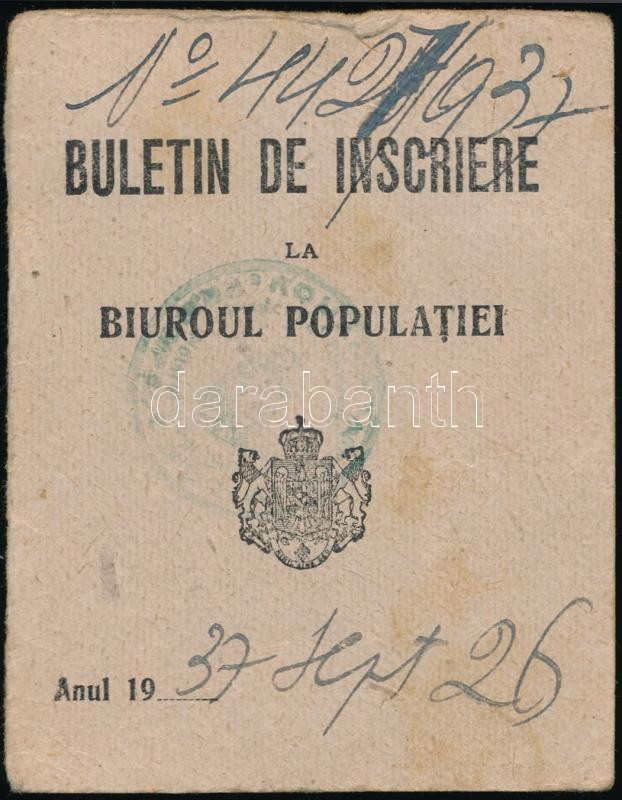 No 4427/937
BULETIN DE INSCRIERE
LA
BIUROUL POPULAȚIEI
darabanth
Anul 1937 Sept 26